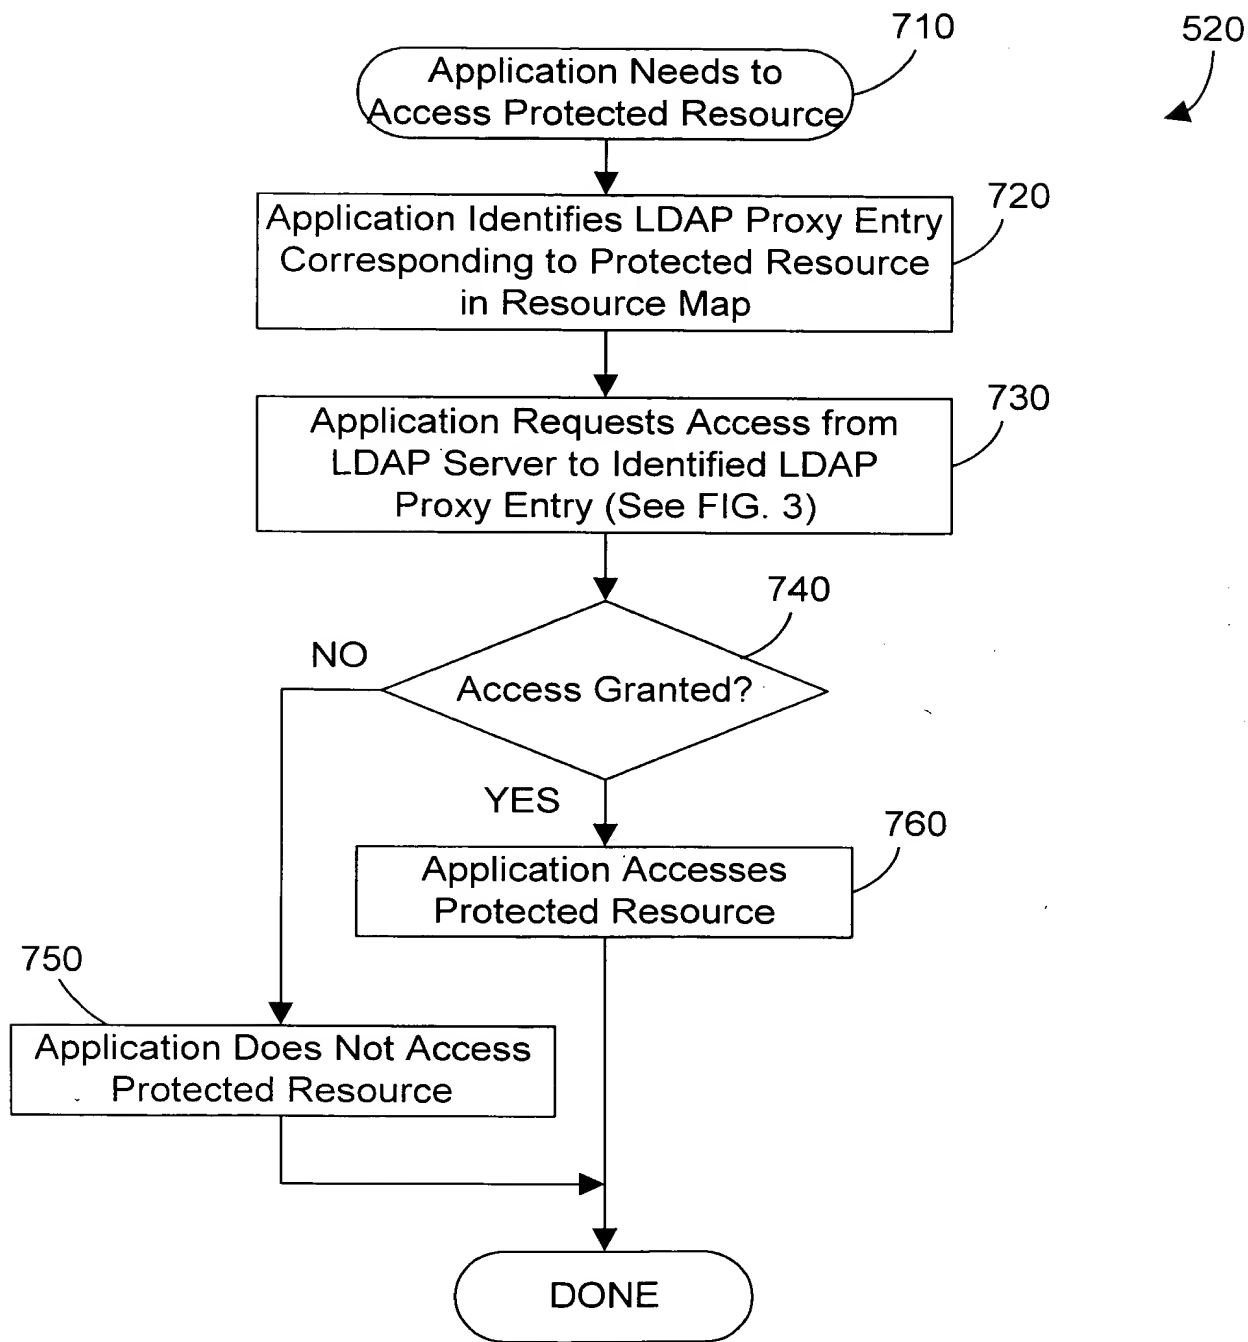 710
520
Application Needs to
Access Protected Resource
720
Application Identifies LDAP Proxy Entry
Corresponding to Protected Resource
in Resource Map
730
Application Requests Access from
LDAP Server to Identified LDAP
Proxy Entry (See FIG. 3)
740
NO
Access Granted?
YES
760
Application Accesses
Protected Resource
750
Application Does Not Access
Protected Resource
DONE